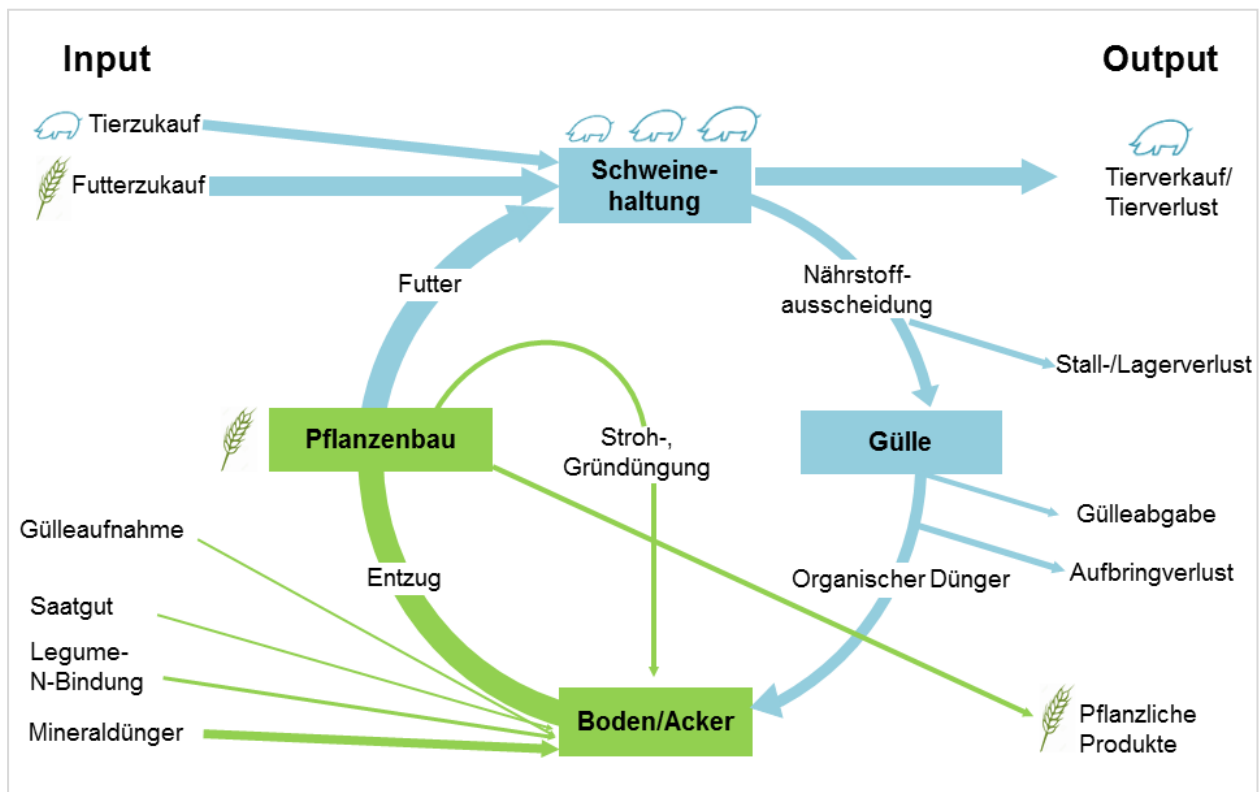 Input
Output
Tierzukauf
Futterzukauf
Schweine-
haltung
Tierverkauf/
Tierverlust
Futter
Nährstoff-
ausscheidung
Stall-/Lagerverlust
Pflanzenbau
Stroh-,
Gründüngung
Gülle
Gülleaufnahme
Gülleabgabe
Entzug
Organischer Dünger
Aufbringverlust
Saatgut
Legume-
N-Bindung
Mineraldünger
Boden/Acker
Pflanzliche
Produkte